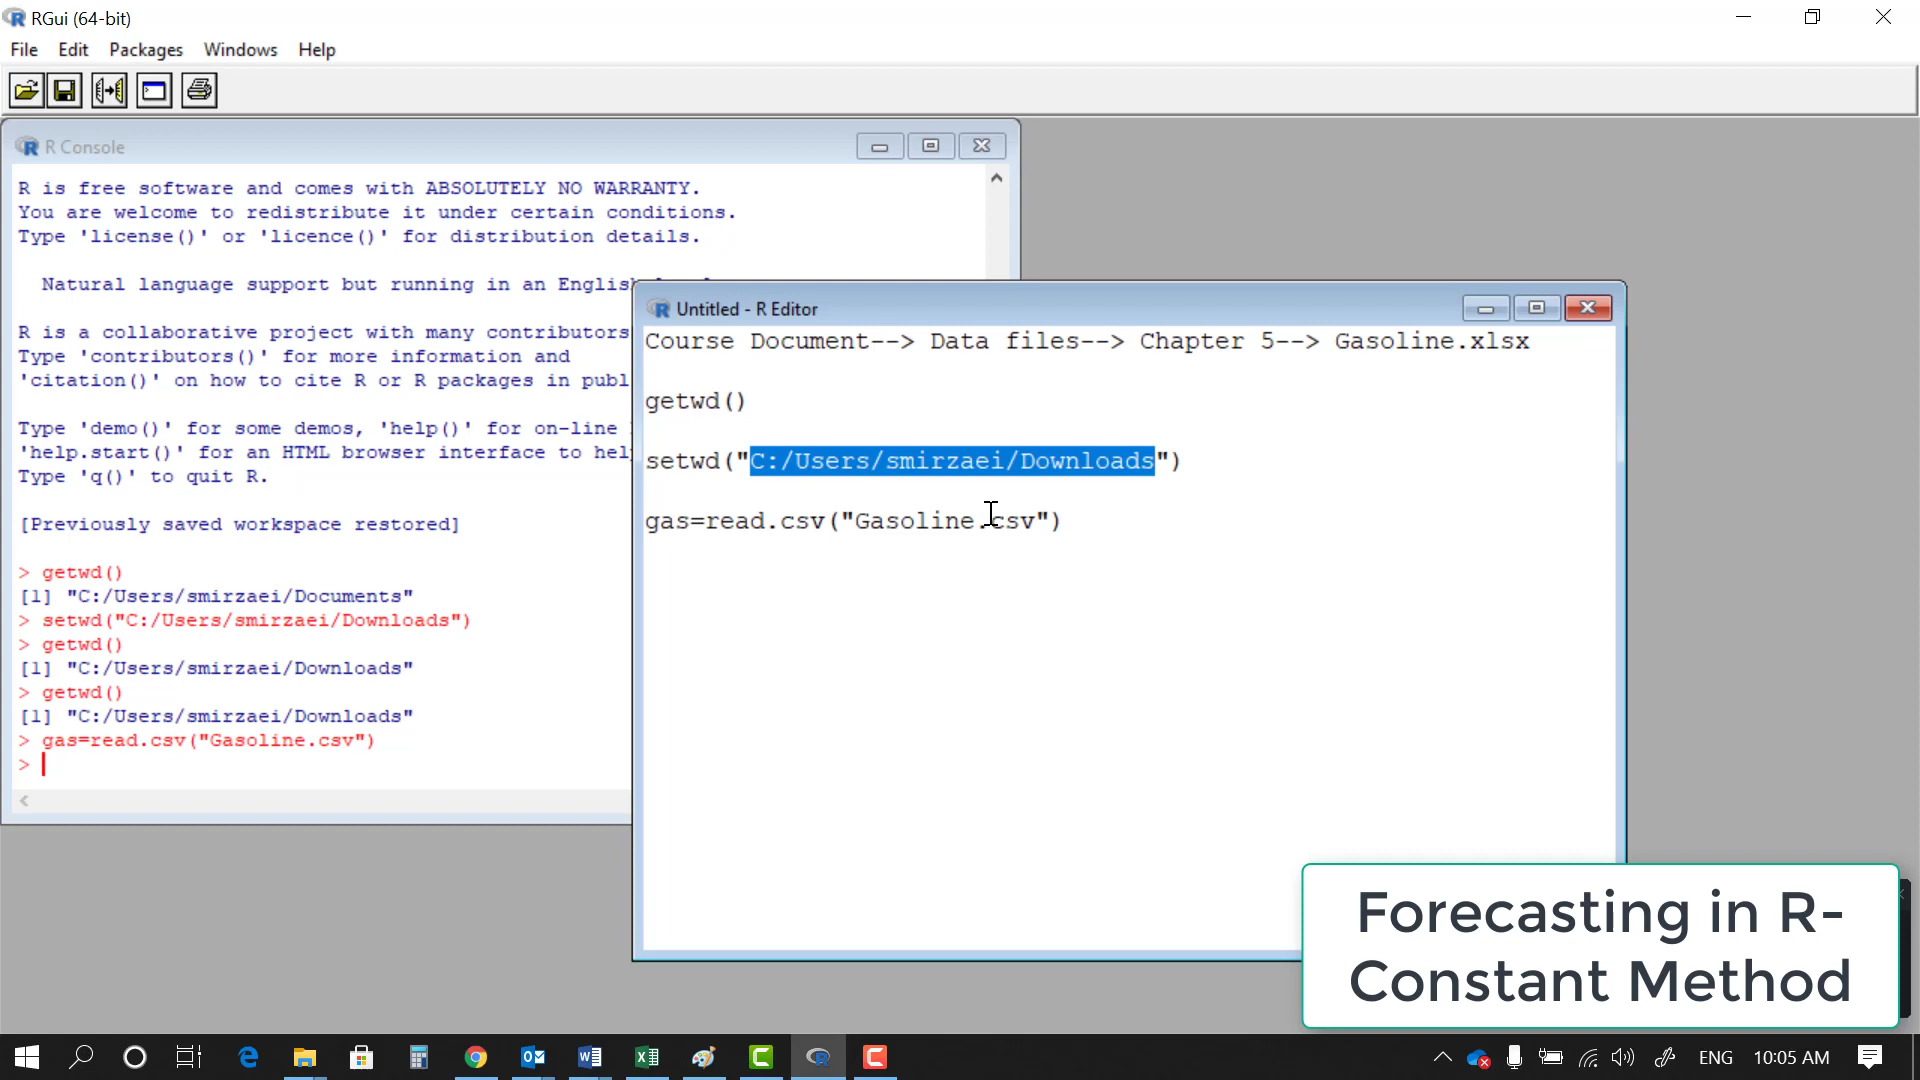 RGui (64-bit)
File Edit Packages Windows Help
R Console
R is free software and comes with ABSOLUTELY NO WARRANTY.
You are welcome to redistribute it under certain conditions.
Type 'license()' or 'licence()' for distribution details.
Natural language support but running in an English
R is a collaborative project with many contributors
Type 'contributors()' for more information and
'citation()' on how to cite R or R packages in publ
Type 'demo()' for some demos, 'help()' for on-line
'help.start()' for an HTML browser interface to hel
Type 'q()' to quit R.
[Previously saved workspace restored]
> getwd()
[1] "C:/Users/smirzaei/Documents"
> setwd("C:/Users/smirzaei/Downloads")
> getwd()
[1] "C:/Users/smirzaei/Downloads"
> getwd()
[1] "C:/Users/smirzaei/Downloads"
> gas=read.csv("Gasoline.csv")
>
Untitled - R Editor
Course Document--> Data files--> Chapter 5--> Gasoline.xlsx
getwd()
setwd("C:/Users/smirzaei/Downloads")
gas=read.csv("Gasoline.csv")
Forecasting in R-
Constant Method
ENG 10:05 AM